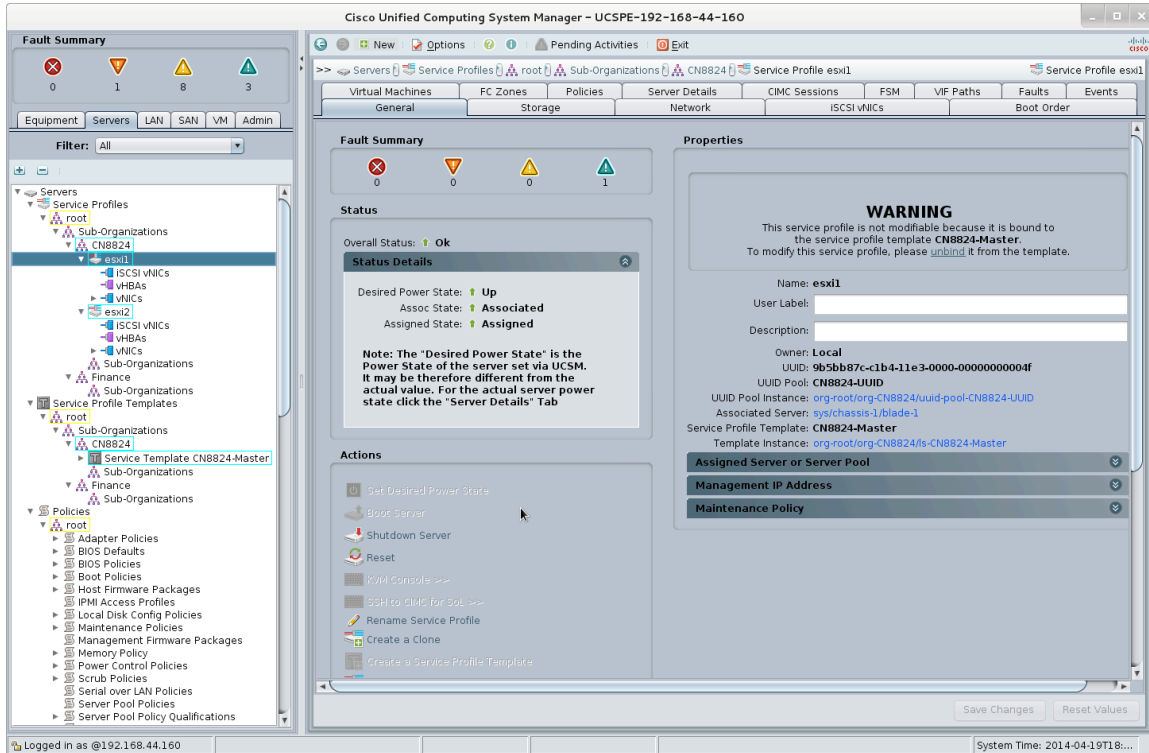 Cisco Unified Computing System Manager - UCSPE-192-168-44-160
Fault Summary
0 1 8 3
Equipment Servers LAN SAN VM Admin
Filter: All
Servers
Service Profiles
root
Sub-Organizations
CN8824
esxi1
iSCSI vNICs
vHBAs
vNICs
esxi2
iSCSI vNICs
vHBAs
vNICs
Sub-Organizations
Finance
Sub-Organizations
Service Profile Templates
root
Sub-Organizations
CN8824
Service Template CN8824-Master
Sub-Organizations
Finance
Sub-Organizations
Policies
root
Adapter Policies
BIOS Defaults
BIOS Policies
Boot Policies
Host Firmware Packages
IPMI Access Profiles
Local Disk Config Policies
Maintenance Policies
Management Firmware Packages
Memory Policy
Power Control Policies
Scrub Policies
Serial over LAN Policies
Server Pool Policies
Server Pool Policy Qualifications
New Options Pending Activities Exit
cisco
>> Servers Service Profiles root Sub-Organizations CN8824 Service Profile esxi1 Service Profile esxi1
Virtual Machines FC Zones Policies Server Details CIMC Sessions FSM VIF Paths Faults Events
General Storage Network iSCSI vNICs Boot Order
Fault Summary
0 0 0 1
Status
Overall Status: Ok
Status Details
Desired Power State: Up
Assoc State: Associated
Assigned State: Assigned
Note: The "Desired Power State" is the
Power State of the server set via UCSM.
It may be therefore different from the
actual value. For the actual server power
state click the "Server Details" Tab
Actions
Set Desired Power State
Boot Server
Shutdown Server
Reset
KVM Console >>
SSH to CIMC for SoL >>
Rename Service Profile
Create a Clone
Create a Service Profile Template
Properties
WARNING
This service profile is not modifiable because it is bound to
the service profile template CN8824-Master.
To modify this service profile, please unbind it from the template.
Name: esxi1
User Label:
Description:
Owner: Local
UUID: 9b5bb87c-c1b4-11e3-0000-00000000004f
UUID Pool: CN8824-UUID
UUID Pool Instance: org-root/org-CN8824/uuid-pool-CN8824-UUID
Associated Server: sys/chassis-1/blade-1
Service Profile Template: CN8824-Master
Template Instance: org-root/org-CN8824/ls-CN8824-Master
Assigned Server or Server Pool
Management IP Address
Maintenance Policy
Save Changes Reset Values
Logged in as @192.168.44.160
System Time: 2014-04-19T18:...